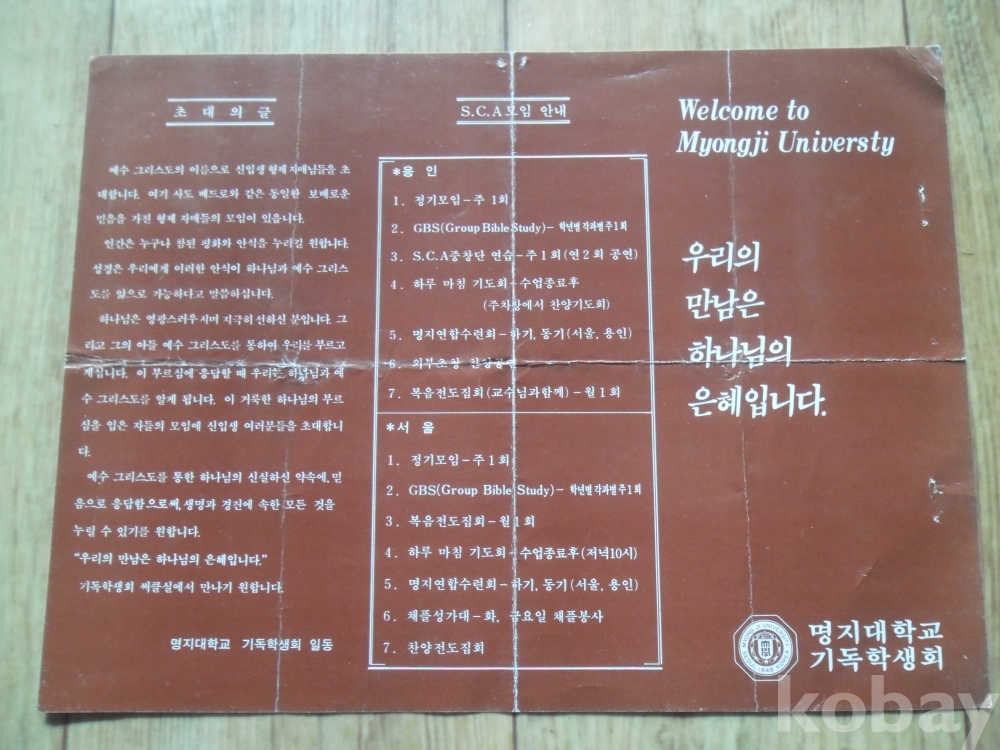 초 대 의 글
예수 그리스도의 이름으로 신입생 형제 자매님들을 초
대합니다. 여기 사도 베드로와 같은 동일한 보배로운
믿음을 가진 형제 자매들의 모임이 있읍니다.
인간은 누구나 참된 평화와 안식을 누리길 원합니다.
성경은 우리에게 이러한 안식이 하나님과 예수 그리스
도를 앎으로 가능하다고 말씀하십니다.
하나님은 영광스러우시며 지극히 선하신 분입니다. 그
리고 그의 아들 예수 그리스도를 통하여 우리를 부르고
계십니다. 이 부르심에 응답할 때 우리는 하님님과 예
수 그리스도를 알게 됩니다. 이 거룩한 하나님의 부르
심을 입은 자들의 모임에 신입생 여러분들을 초대합니
다.
예수 그리스도를 통한 하나님의 신실하신 약속에, 믿
음으로 응답함으로써, 생명과 경건에 속한 모든 것을
누릴 수 있기를 원합니다.
"우리의 만남은 하나님의 은혜입니다."
기독학생회 써클실에서 만나기 원합니다.
명지대학교 기독학생회 일동
S.C.A모임 안내
*용 인
1. 정기모임-주 1회
2. GBS(Group Bible Study)-학년별각과별주1회
3. S.C.A중창단 연습-주1회(연2회 공연)
4. 하루 마침 기도회-수업종료후
(주차장에서 찬양기도회)
5. 명지연합수련회-하기, 동기(서울, 용인)
6. 외부초청 찬양공연
7. 복음전도집회(교수님과함께)-월1회
*서 울
1. 정기모임-주1회
2. GBS(Group Bible Study)-학년별각과별주1회
3. 복음전도집회-월1회
4. 하루 마침 기도회-수업종료후(저녁10시)
5. 명지연합수련회-하기, 동기(서울, 용인)
6. 채플성가대-화, 금요일 채플봉사
7. 찬양전도집회
Welcome to
Myongji Universty
우리의
만남은
하나님의
은혜입니다.
MYONGJI UNIVERSITY
SEOUL 1948 KOREA
명지대학교
기독학생회
kobay